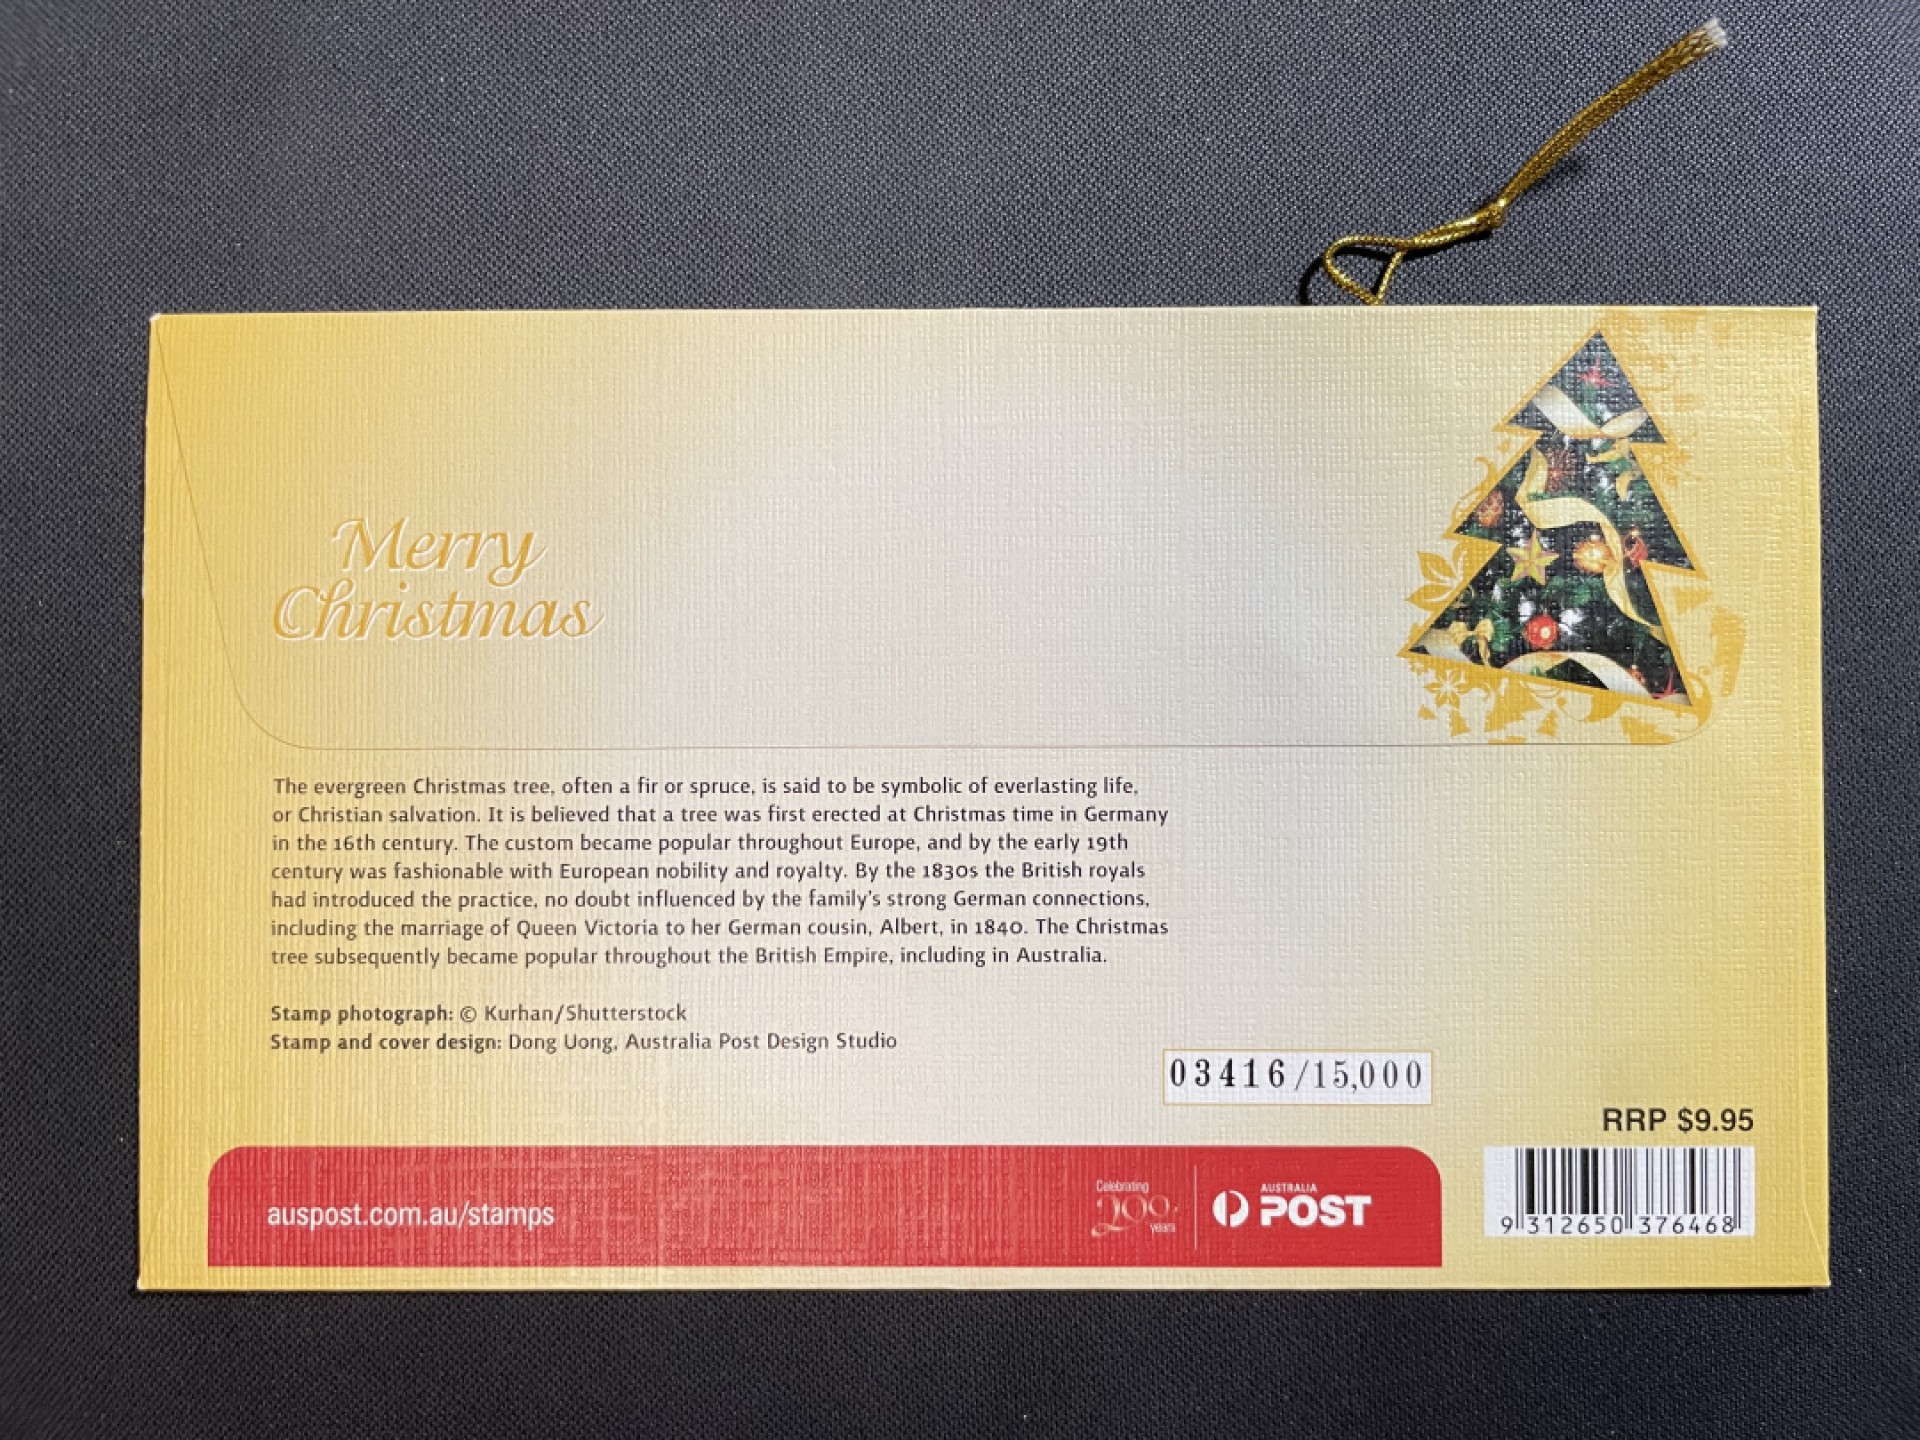 Merry
Christmas
The evergreen Christmas tree, often a fir or spruce, is said to be symbolic of everlasting life,
or Christian salvation. It is believed that a tree was first erected at Christmas time in Germany
in the 16th century. The custom became popular throughout Europe, and by the early 19th
century was fashionable with European nobility and royalty. By the 1830s the British royals
had introduced the practice, no doubt influenced by the family's strong German connections,
including the marriage of Queen Victoria to her German cousin, Albert, in 1840. The Christmas
tree subsequently became popular throughout the British Empire, including in Australia.
Stamp photograph: © Kurhan/Shutterstock
Stamp and cover design: Dong Uong, Australia Post Design Studio
03416/15,000
RRP $9.95
auspost.com.au/stamps
Celebrating
200
years
AUSTRALIA
POST
9 312650 376468